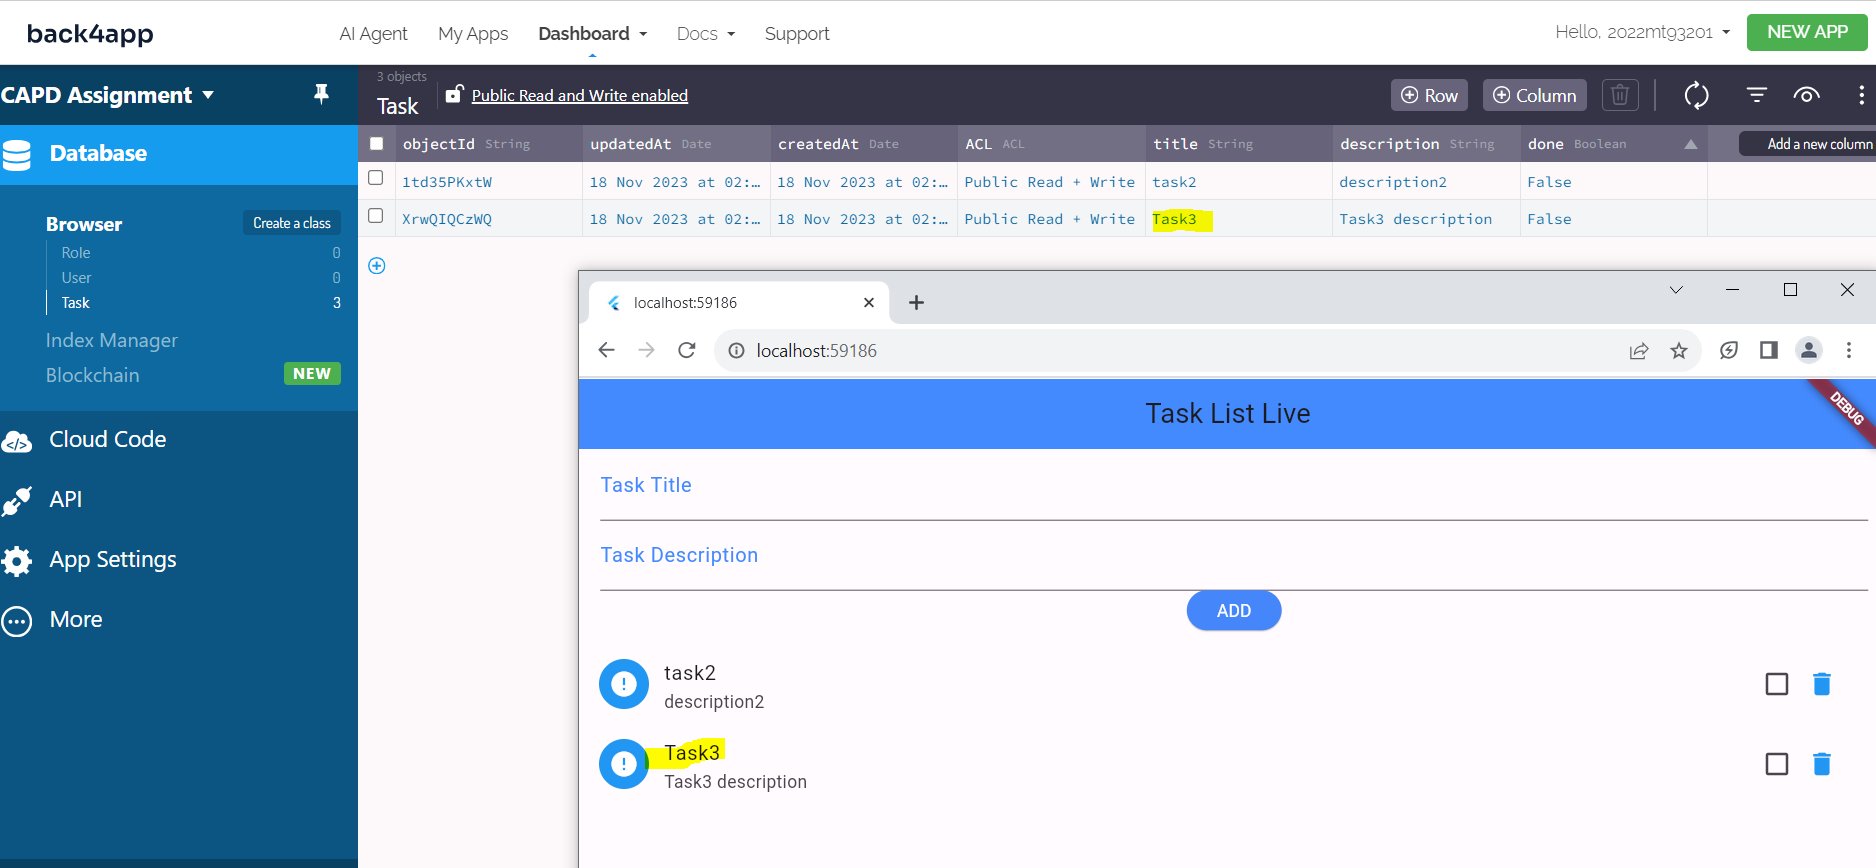 back4app
AI Agent My Apps Dashboard Docs Support
Hello, 2022mt93201
NEW APP
CAPD Assignment
Database
Browser Create a class
Role 0
User 0
Task 3
Index Manager
Blockchain NEW
Cloud Code
API
App Settings
More
3 objects
Task Public Read and Write enabled
Row Column
objectId String updatedAt Date createdAt Date ACL ACL title String description String done Boolean Add a new column
1td35PKxtW 18 Nov 2023 at 02:… 18 Nov 2023 at 02:… Public Read + Write task2 description2 False
XrwQIQCzWQ 18 Nov 2023 at 02:… 18 Nov 2023 at 02:… Public Read + Write Task3 Task3 description False
localhost:59186
localhost:59186
Task List Live
DEBUG
Task Title
Task Description
ADD
task2
description2
Task3
Task3 description